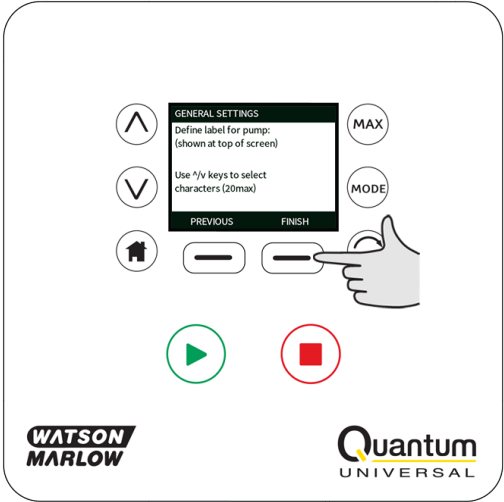 GENERAL SETTINGS
Define label for pump:
(shown at top of screen)
Use ^/v keys to select
characters (20max)
PREVIOUS FINISH
MAX
MODE
WATSON
MARLOW
Quantum
UNIVERSAL